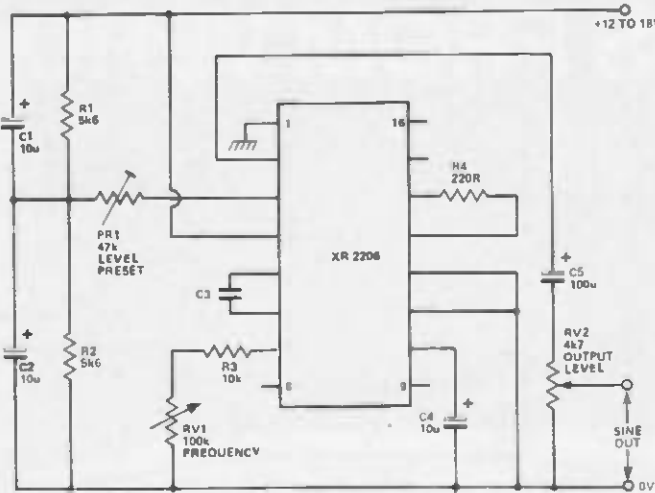 +12 TO 18V
+
R1
5k6
C1
10u
1
16
R4
220R
PR1
47k
LEVEL
PRESET
XR 2206
+
C5
100u
C3
RV2
4k7
OUTPUT
LEVEL
+
R2
5k6
C2
10u
R3
10k
8
9
+
C4
10u
RV1
100k
FREQUENCY
SINE
OUT
0V